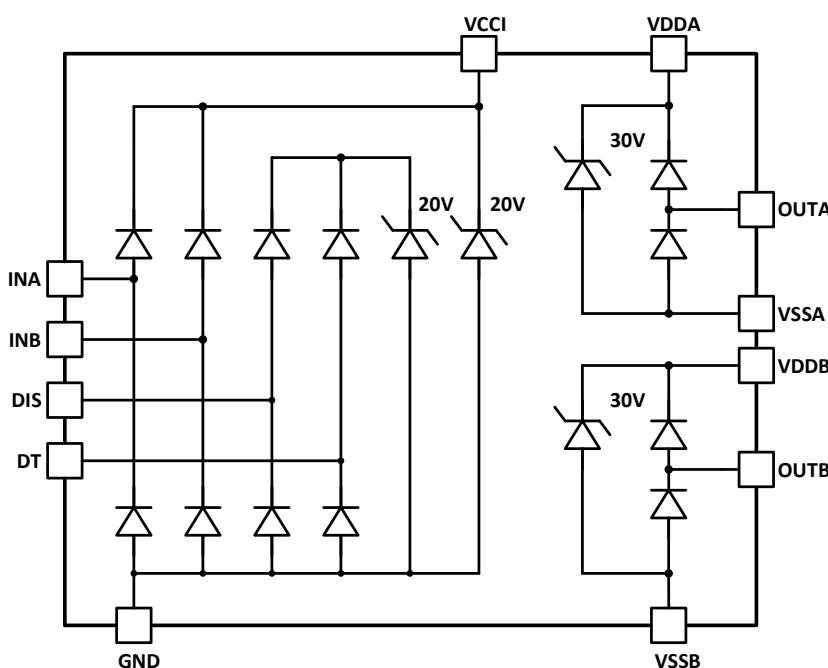 VCCI
VDDA
30V
20V
20V
OUTA
INA
VSSA
INB
VDDB
DIS
30V
DT
OUTB
GND
VSSB